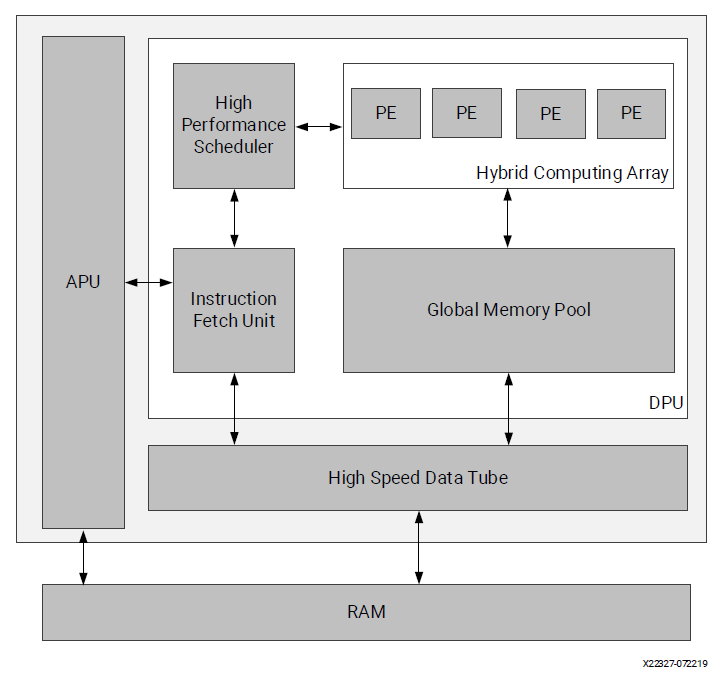 High
Performance
Scheduler
PE
PE
PE
PE
Hybrid Computing Array
APU
Instruction
Fetch Unit
Global Memory Pool
DPU
High Speed Data Tube
RAM
X22327-072219